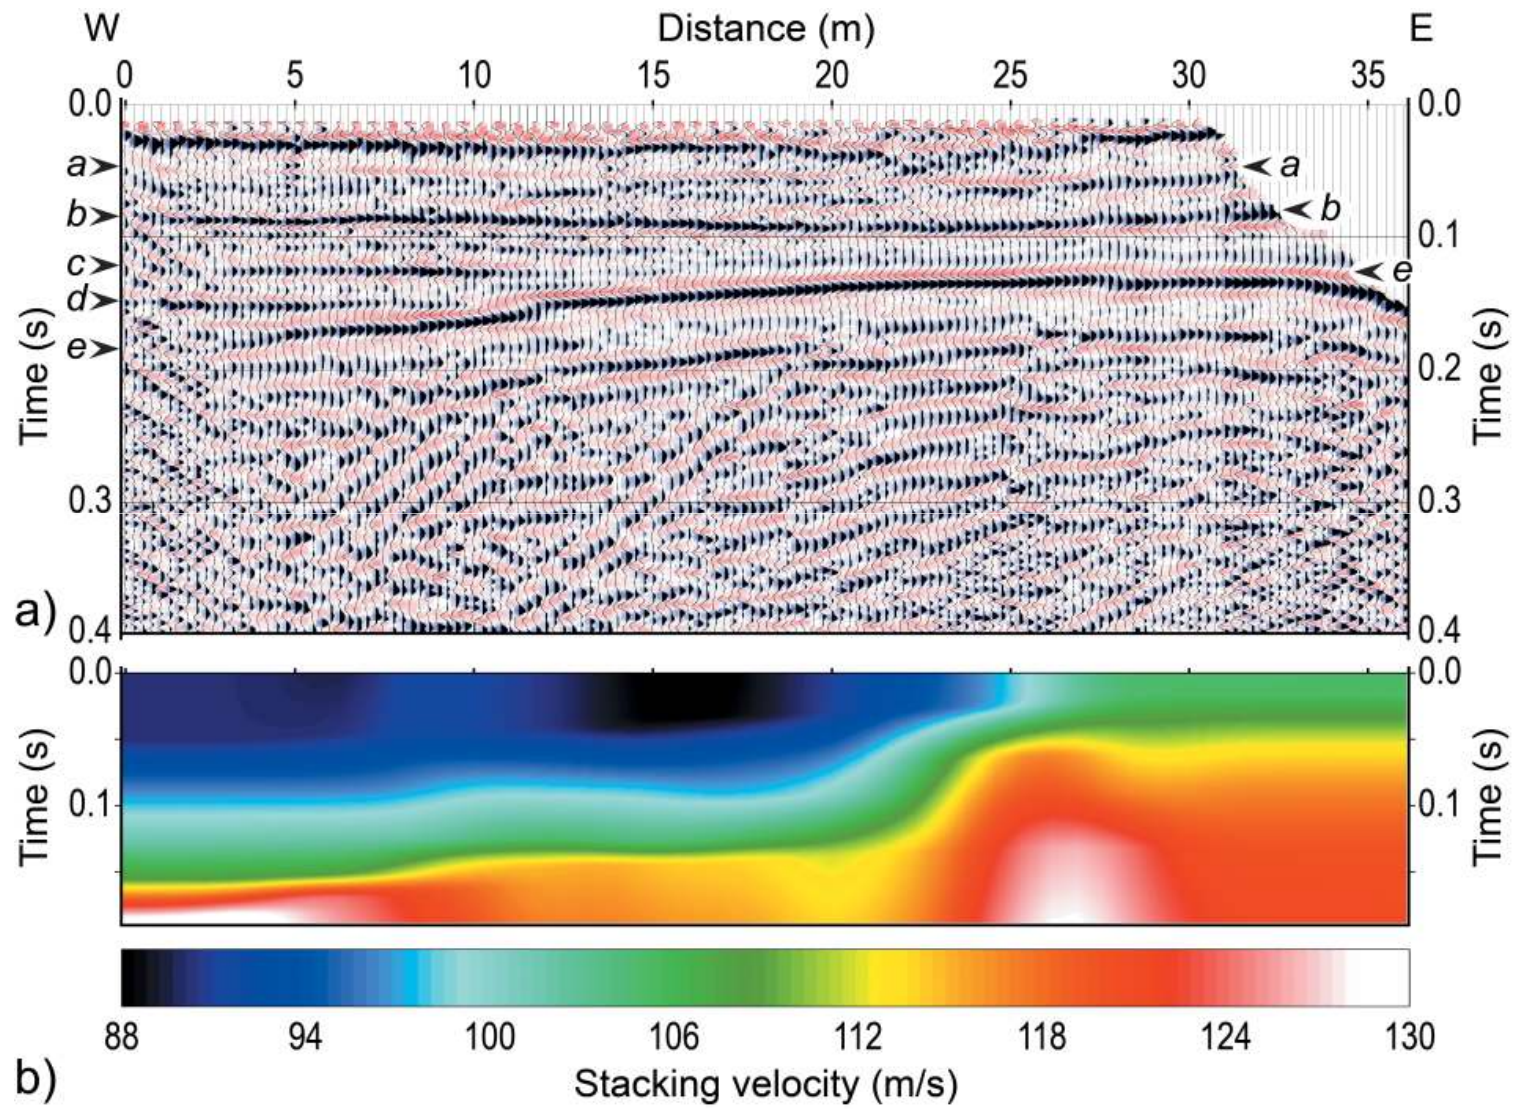 W Distance (m) E
0 5 10 15 20 25 30 35
0.0 0.0
a a
b b
0.1
c
e
d
e
0.2
0.3 0.3
0.4 0.4
Time (s) Time (s)
a)
0.0 0.0
0.1 0.1
Time (s) Time (s)
88 94 100 106 112 118 124 130
b)
Stacking velocity (m/s)